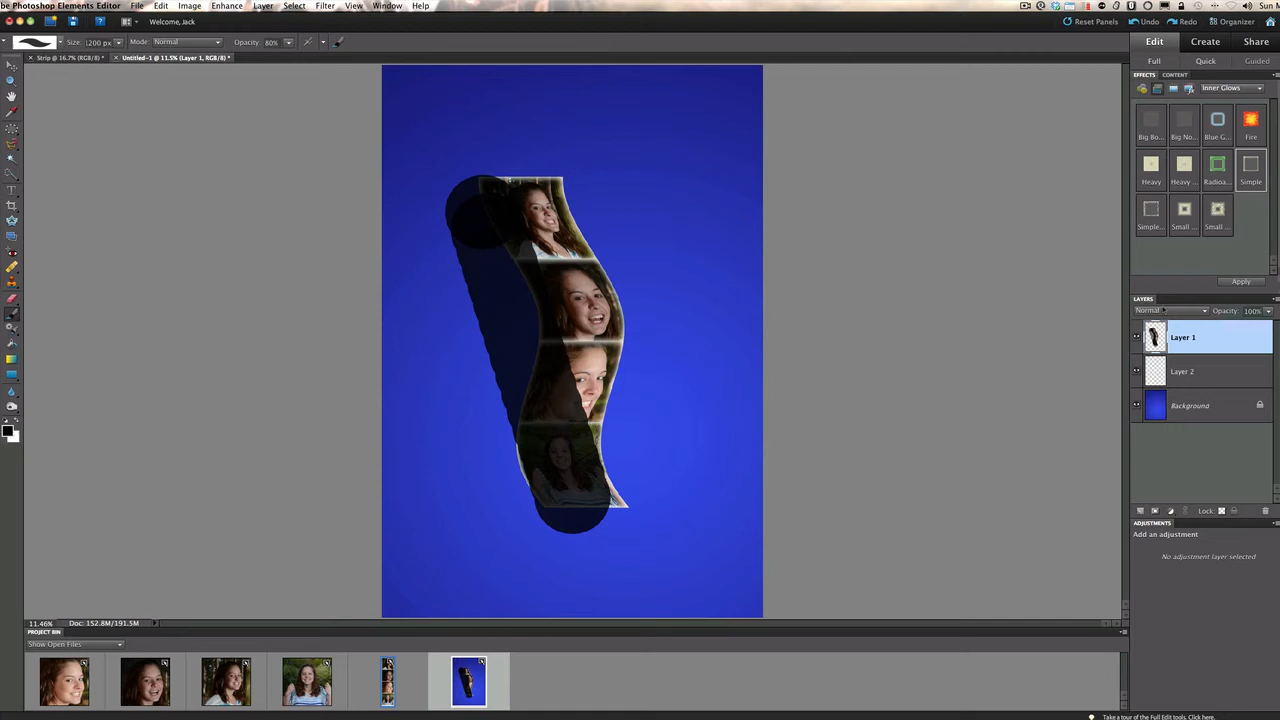 be Photoshop Elements Editor File Edit Image Enhance Layer Select Filter View Window Help Sun M
Welcome, Jack Reset Panels Undo Redo Organizer
Size: 1200 px Mode: Normal Opacity: 80% Edit Create Share
Strip @ 16.7% (RGB/8) * Untitled-1 @ 11.5% (Layer 1, RGB/8) *
Full Quick Guided
EFFECTS CONTENT
Inner Glows
Big Bo... Big No... Blue G... Fire
Heavy Heavy ... Radioa... Simple
Simple... Small ... Small ...
Apply
LAYERS
Normal Opacity: 100%
Layer 1
Layer 2
Background
Lock:
ADJUSTMENTS
Add an adjustment
No adjustment layer selected
11.46% Doc: 152.8M/191.5M
PROJECT BIN
Show Open Files
Take a tour of the Full Edit tools. Click here.